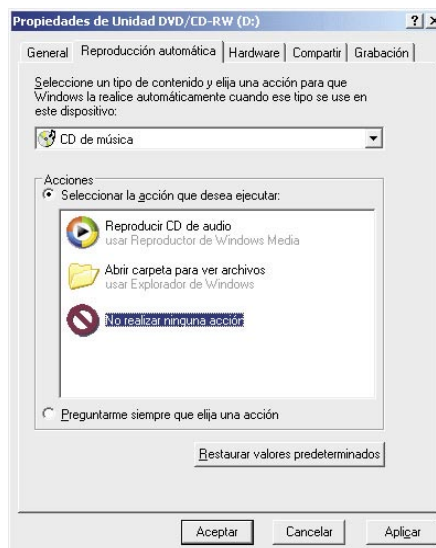 Propiedades de Unidad DVD/CD-RW (D:)
General
Reproducción automática
Hardware
Compartir
Grabación
Seleccione un tipo de contenido y elija una acción para que
Windows la realice automáticamente cuando ese tipo se use en
este dispositivo:
CD de música
Acciones
Seleccionar la acción que desea ejecutar:
Reproducir CD de audio
usar Reproductor de Windows Media
Abrir carpeta para ver archivos
usar Explorador de Windows
No realizar ninguna acción
Preguntarme siempre que elija una acción
Restaurar valores predeterminados
Aceptar
Cancelar
Aplicar